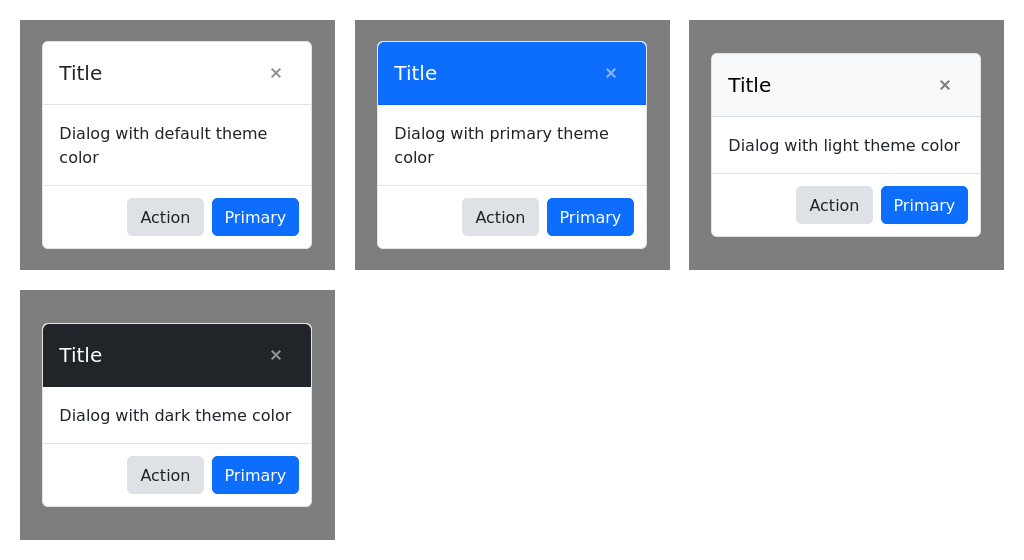 Title ×
Dialog with default theme
color
Action Primary
Title ×
Dialog with primary theme
color
Action Primary
Title ×
Dialog with light theme color
Action Primary
Title ×
Dialog with dark theme color
Action Primary